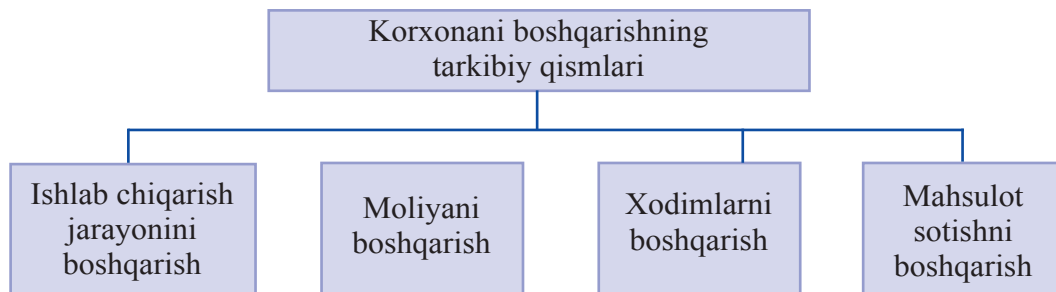 Korxonani boshqarishning
tarkibiy qismlari
Ishlab chiqarish
jarayonini
boshqarish
Moliyani
boshqarish
Xodimlarni
boshqarish
Mahsulot
sotishni
boshqarish